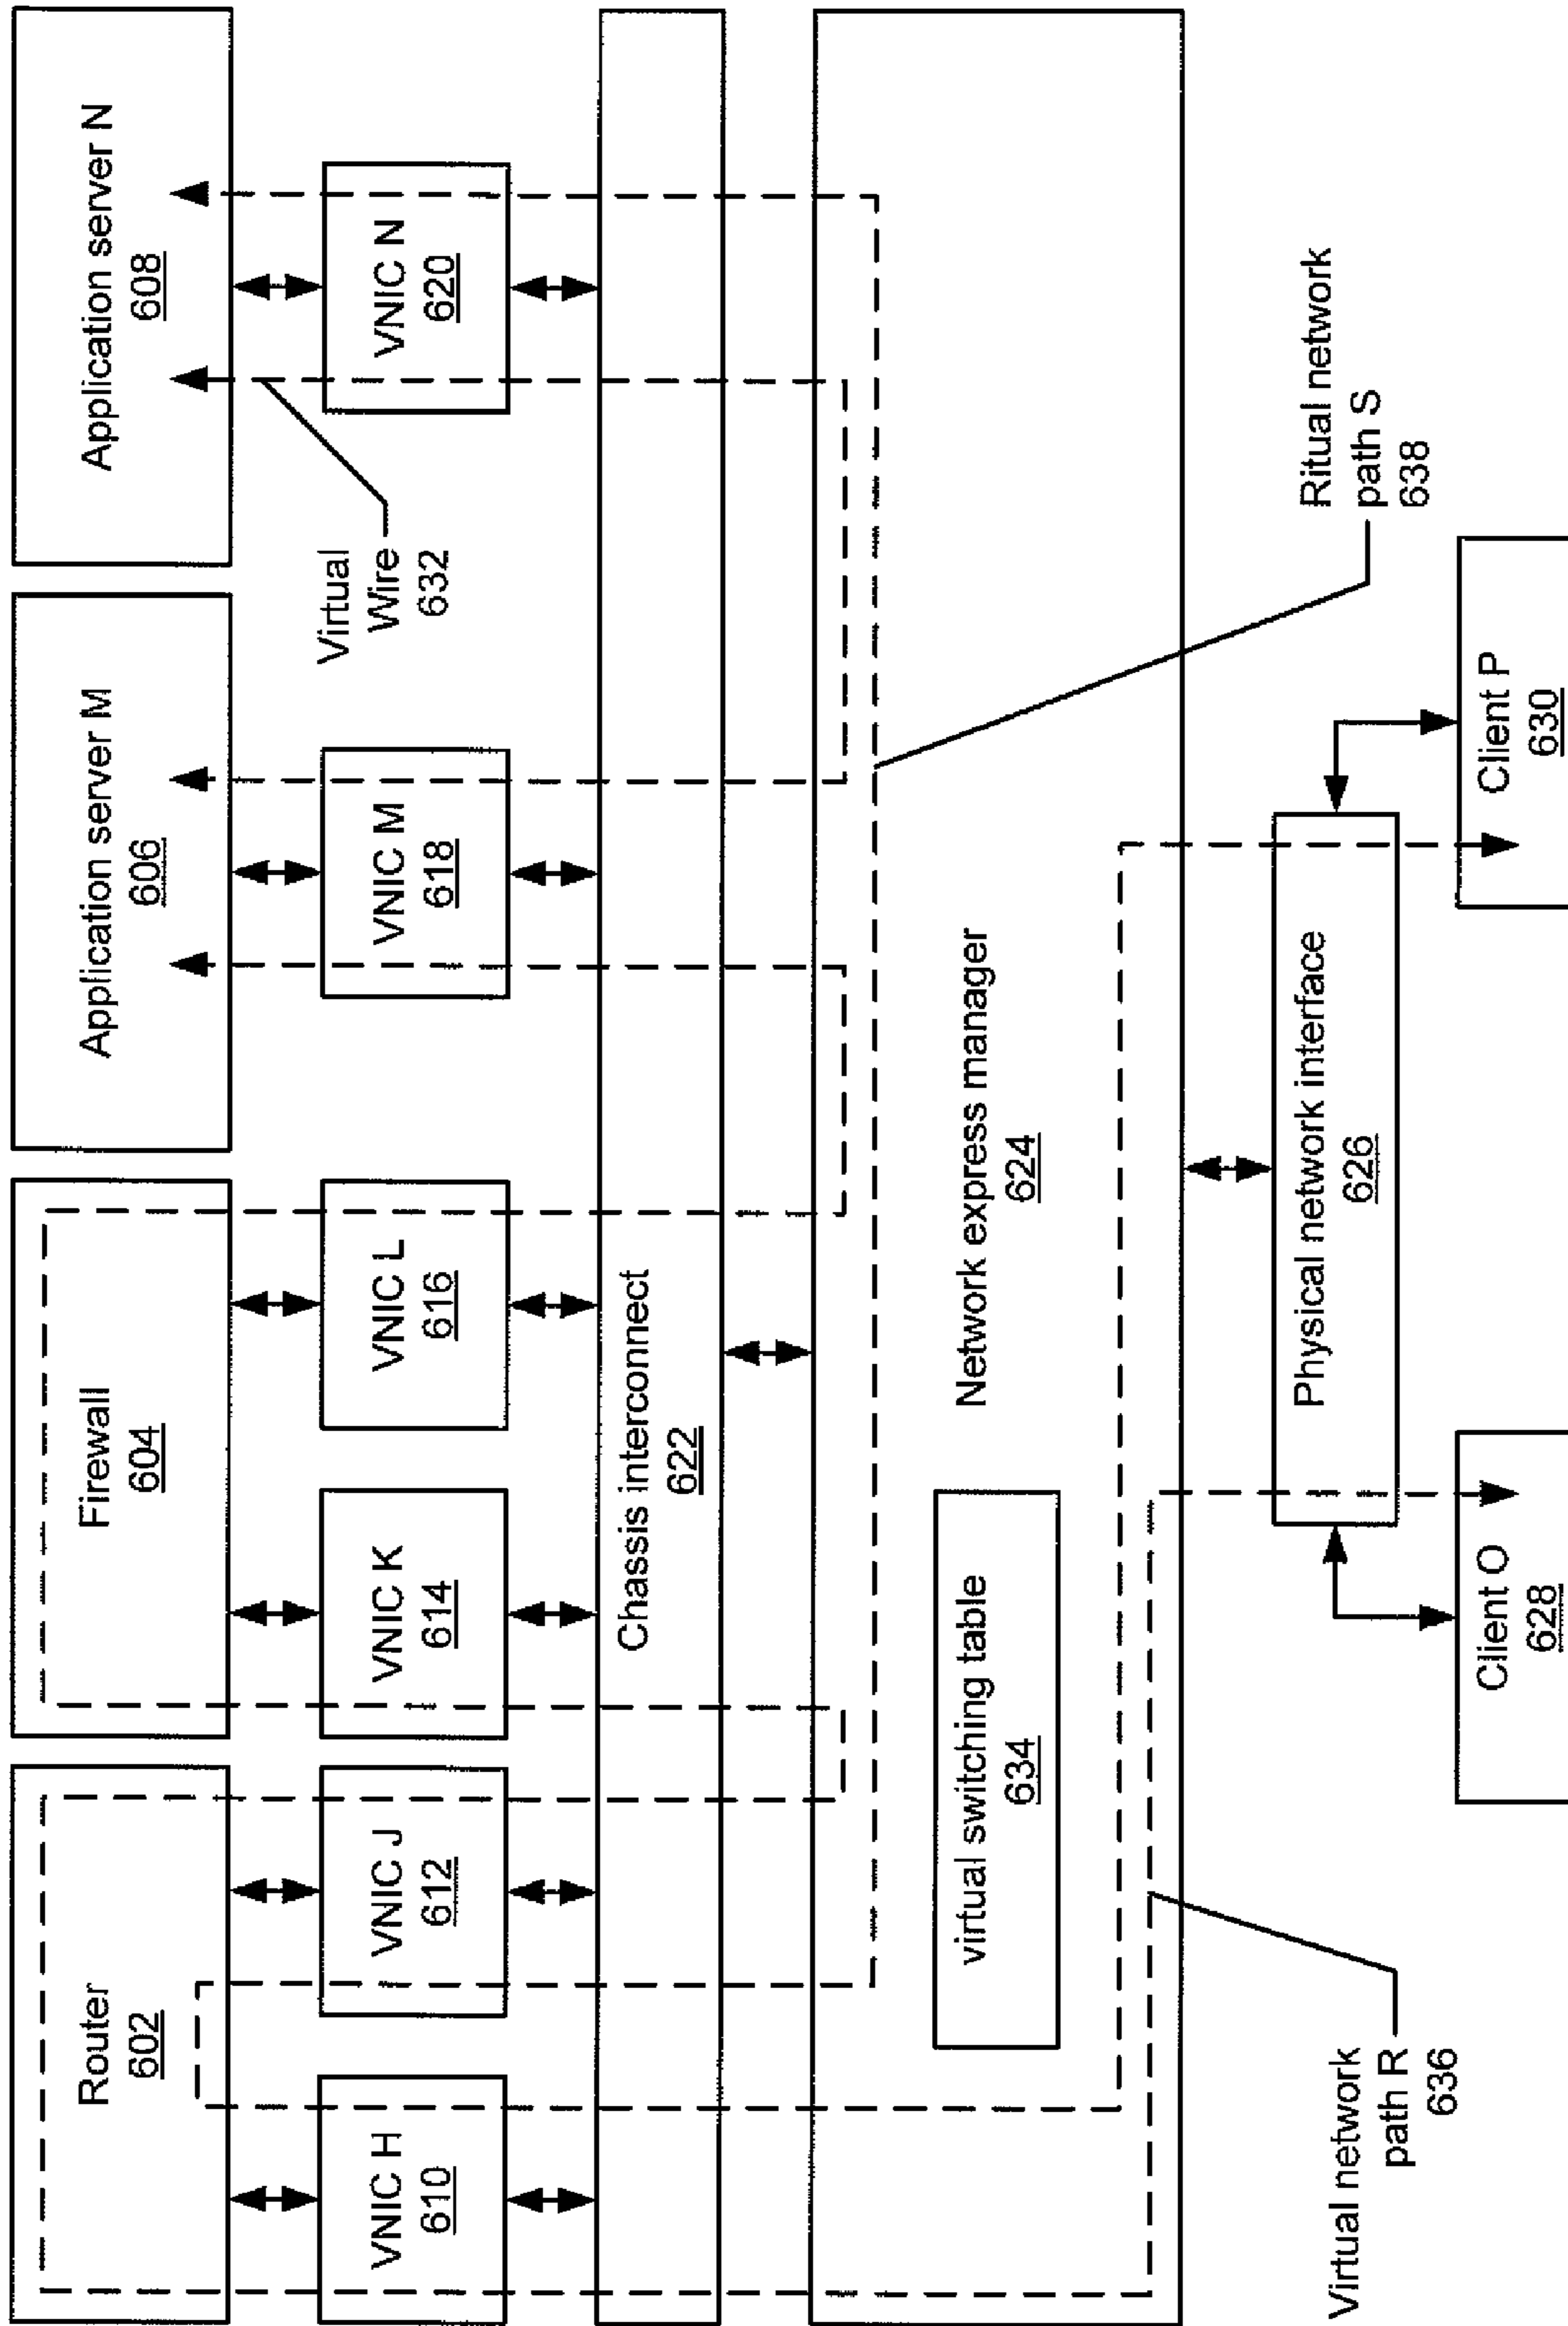 Router
602
Firewall
604
Application server M
606
Application server N
608
VNIC H
610
VNIC J
612
VNIC K
614
VNIC L
616
VNIC M
618
VNIC N
620
Virtual
Wire
632
Chassis interconnect
622
virtual switching table
634
Network express manager
624
Ritual network
path S
638
Virtual network
path R
636
Physical network interface
626
Client O
628
Client P
630